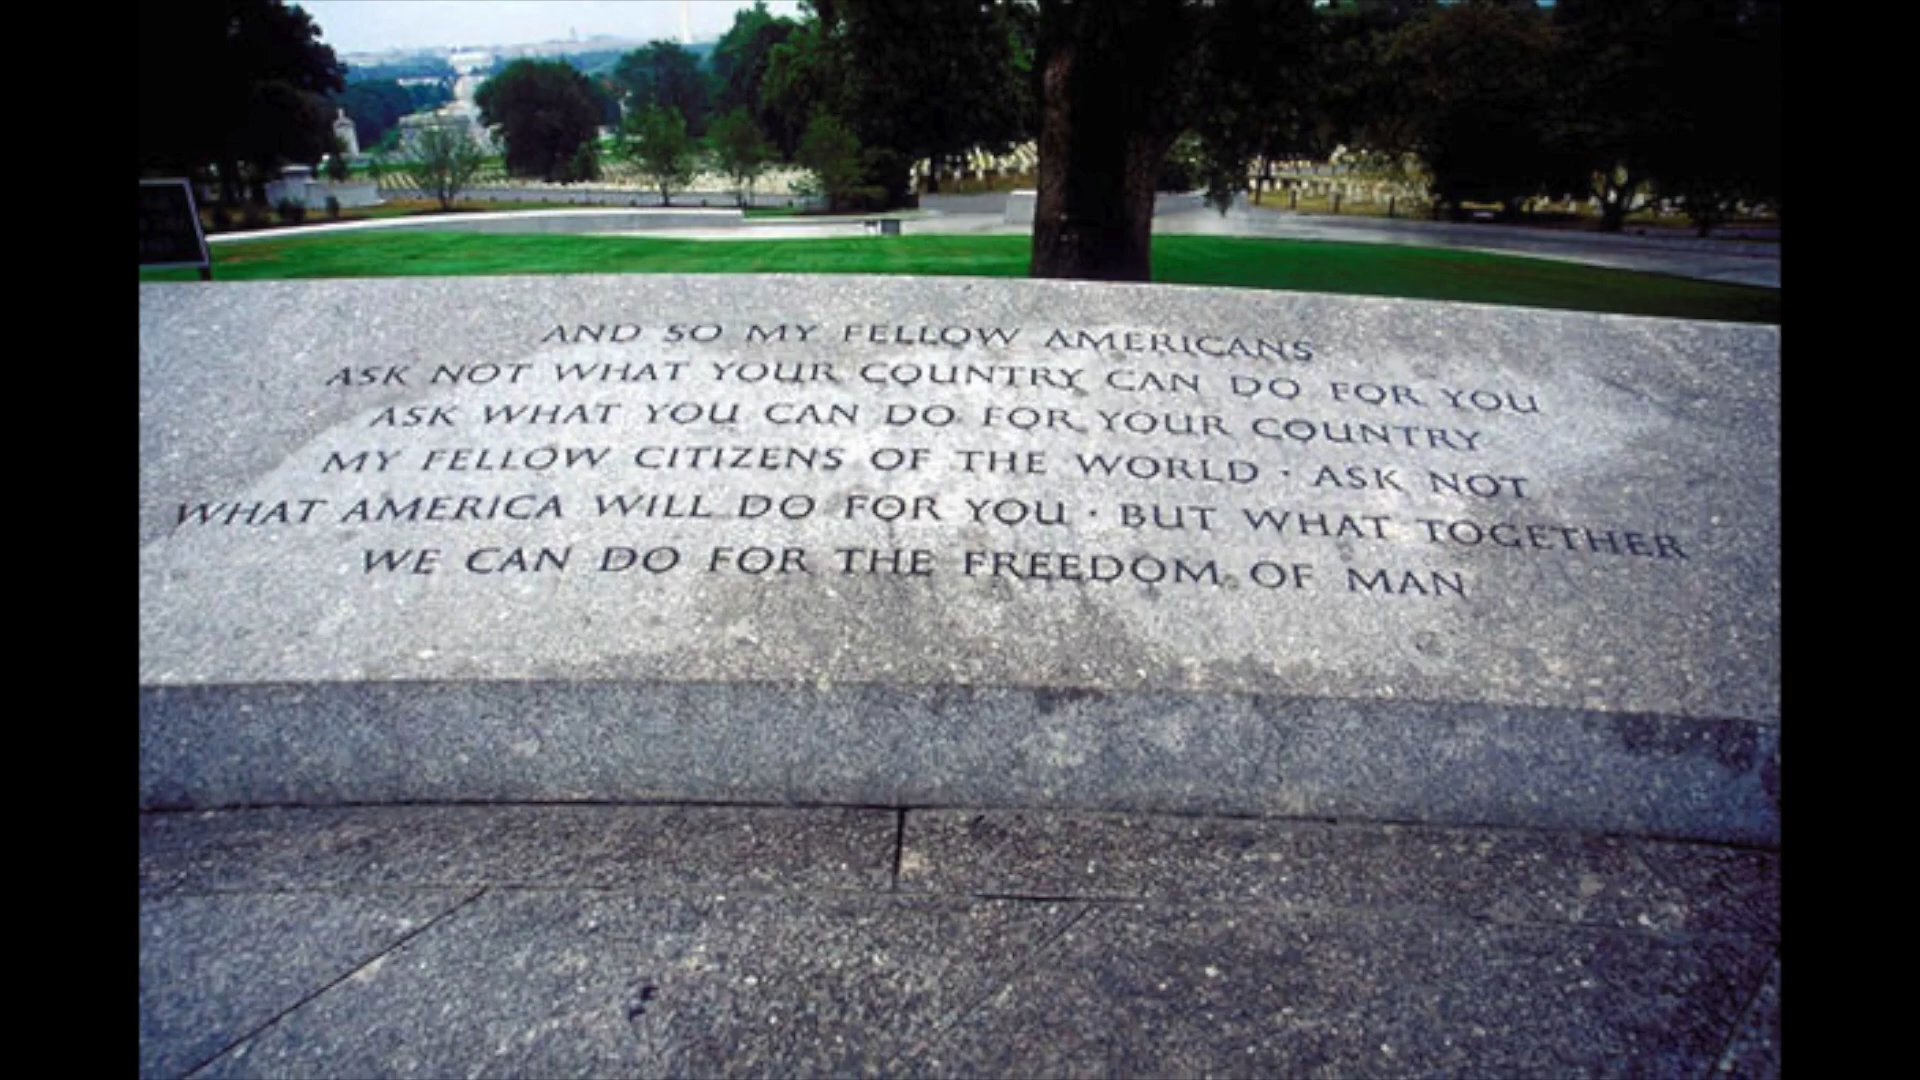 AND SO MY FELLOW AMERICANS
ASK NOT WHAT YOUR COUNTRY CAN DO FOR YOU
ASK WHAT YOU CAN DO FOR YOUR COUNTRY
MY FELLOW CITIZENS OF THE WORLD · ASK NOT
WHAT AMERICA WILL DO FOR YOU · BUT WHAT TOGETHER
WE CAN DO FOR THE FREEDOM OF MAN